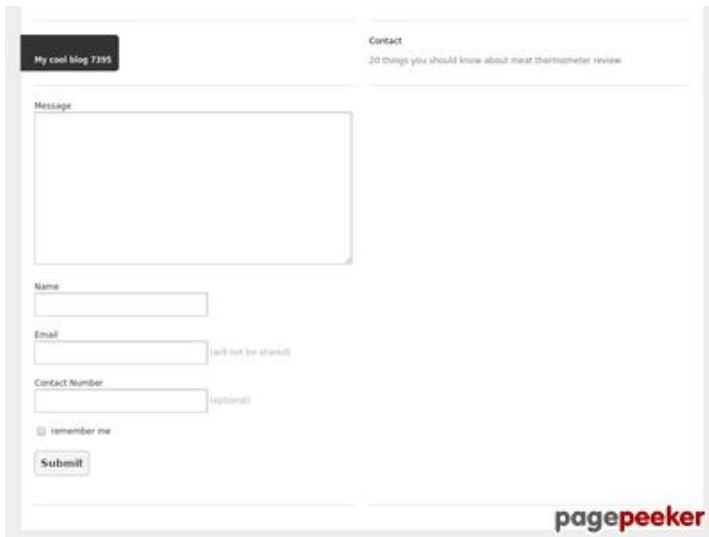 My cool blog 7395
Contact
20 things you should know about meat thermometer review
Message
Name
Email
(will not be shared)
Contact Number
(optional)
remember me
Submit
pagepeeker